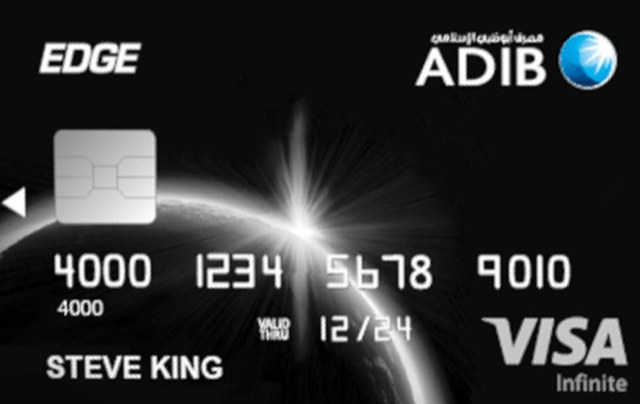 EDGE
مصرف أبوظبي الإسلامي
ADIB
4000 1234 5678 9010
4000
VALID THRU 12/24
STEVE KING
VISA
Infinite